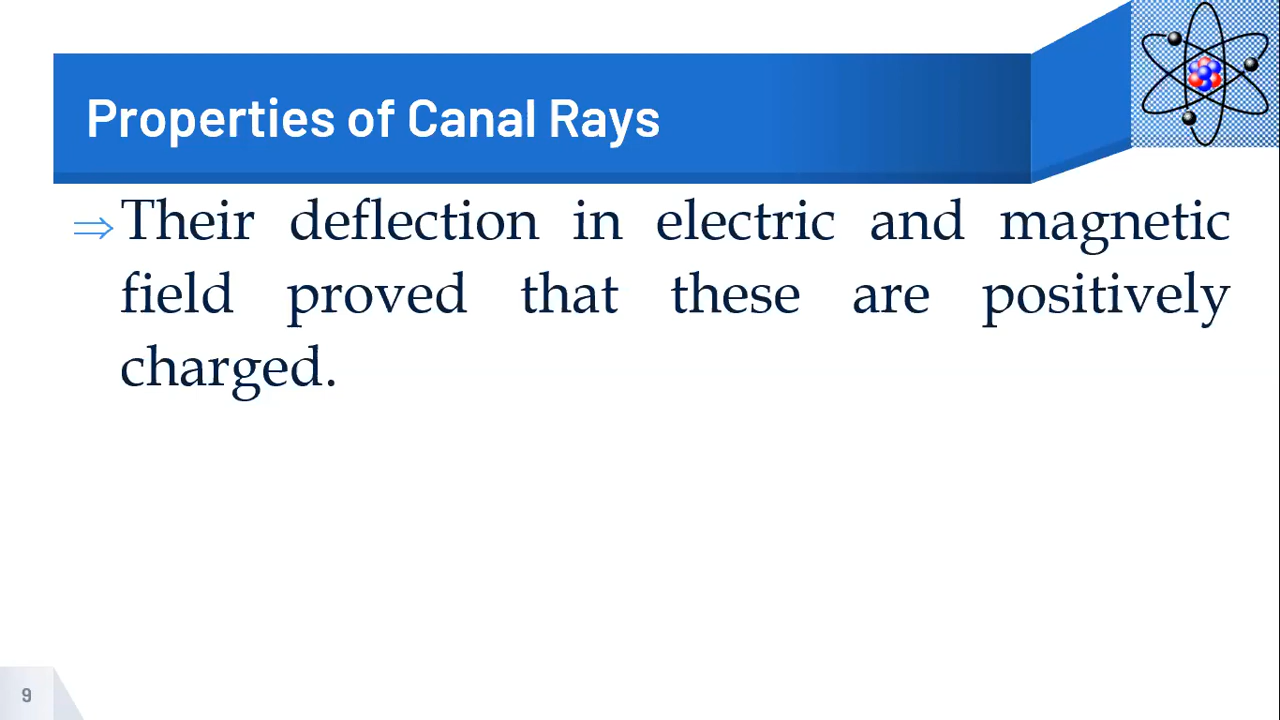 Properties of Canal Rays
⇒Their deflection in electric and magnetic
field proved that these are positively
charged.
9